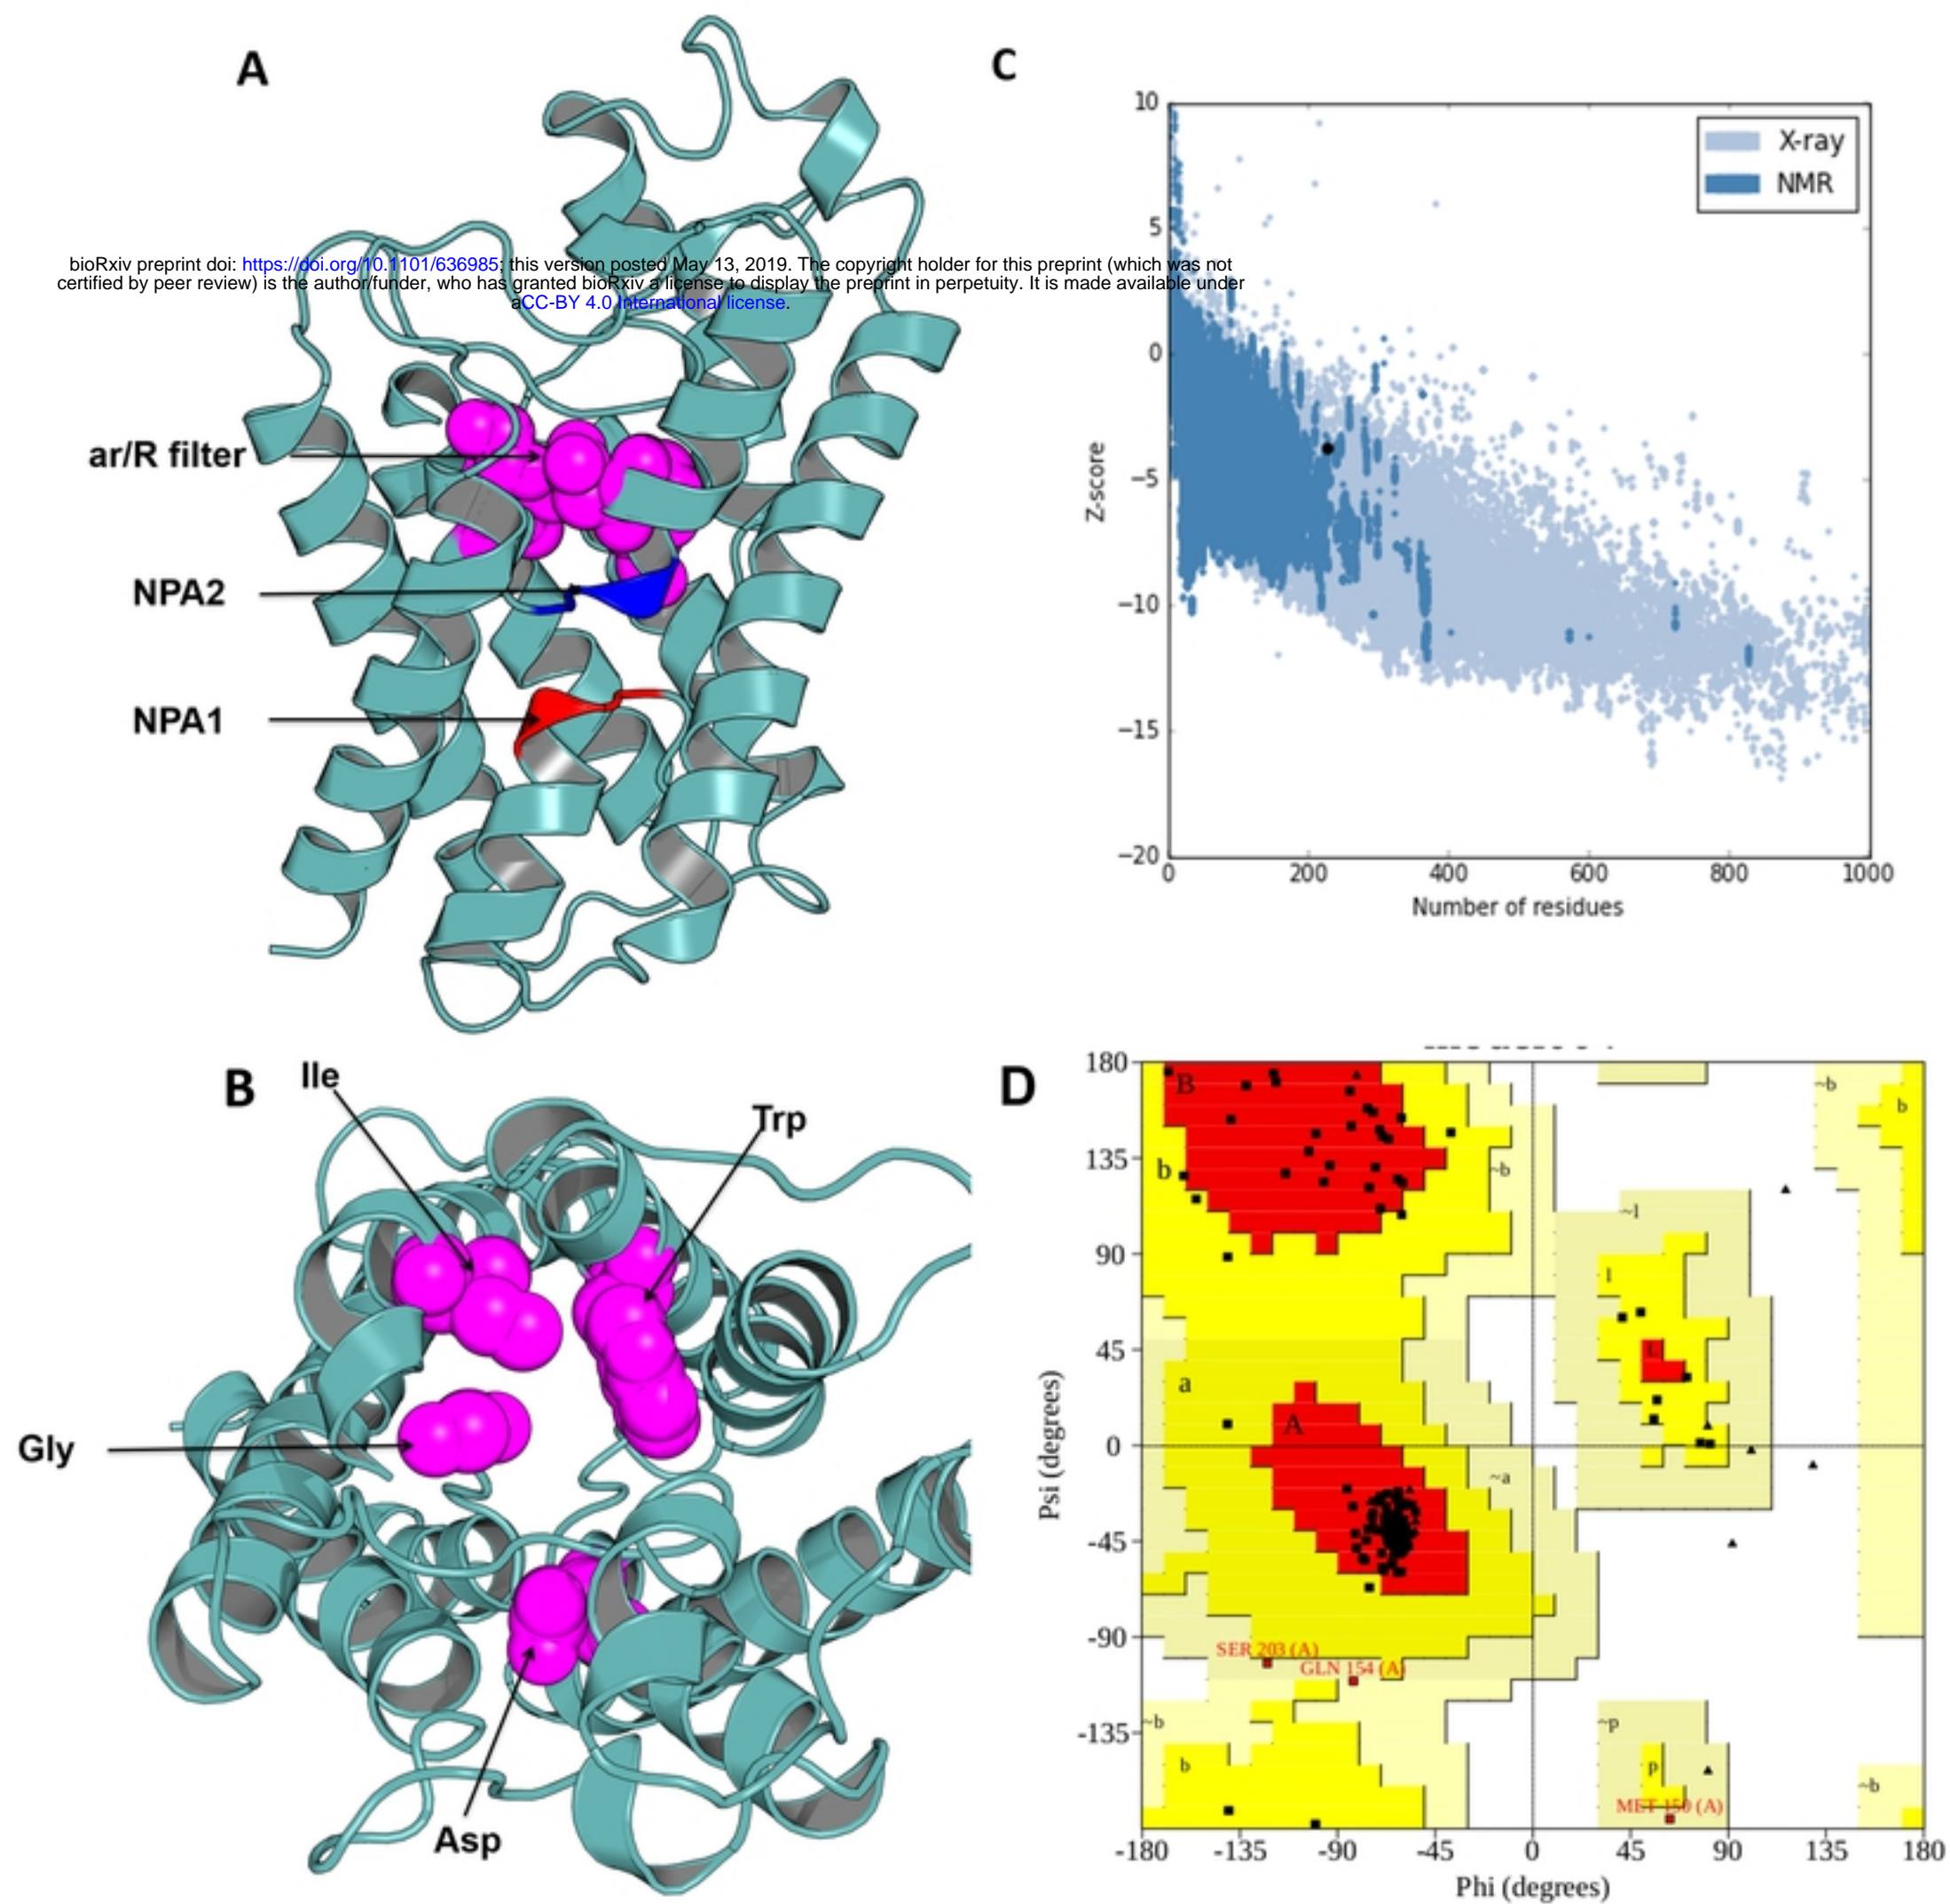 A
bioRxiv preprint doi: https://doi.org/10.1101/636985; this version posted May 13, 2019. The copyright holder for this preprint (which was not
certified by peer review) is the author/funder, who has granted bioRxiv a license to display the preprint in perpetuity. It is made available under
aCC-BY 4.0 International license.
ar/R filter
NPA2
NPA1
C
10
5
0
−5
−10
−15
−20
Z-score
X-ray
NMR
0 200 400 600 800 1000
Number of residues
B
Ile
Trp
Gly
Asp
D
180
135
90
45
0
-45
-90
-135
Psi (degrees)
B
~b
b
b
~b
~l
l
L
a
A
~a
SER 203 (A)
GLN 154 (A)
~b
~p
b
p
~b
MET 150 (A)
-180 -135 -90 -45 0 45 90 135 180
Phi (degrees)